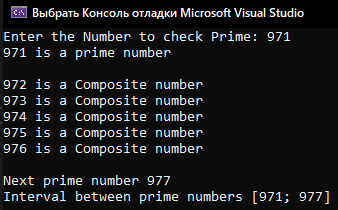 Выбрать Консоль отладки Microsoft Visual Studio
Enter the Number to check Prime: 971
971 is a prime number
972 is a Composite number
973 is a Composite number
974 is a Composite number
975 is a Composite number
976 is a Composite number
Next prime number 977
Interval between prime numbers [971; 977]